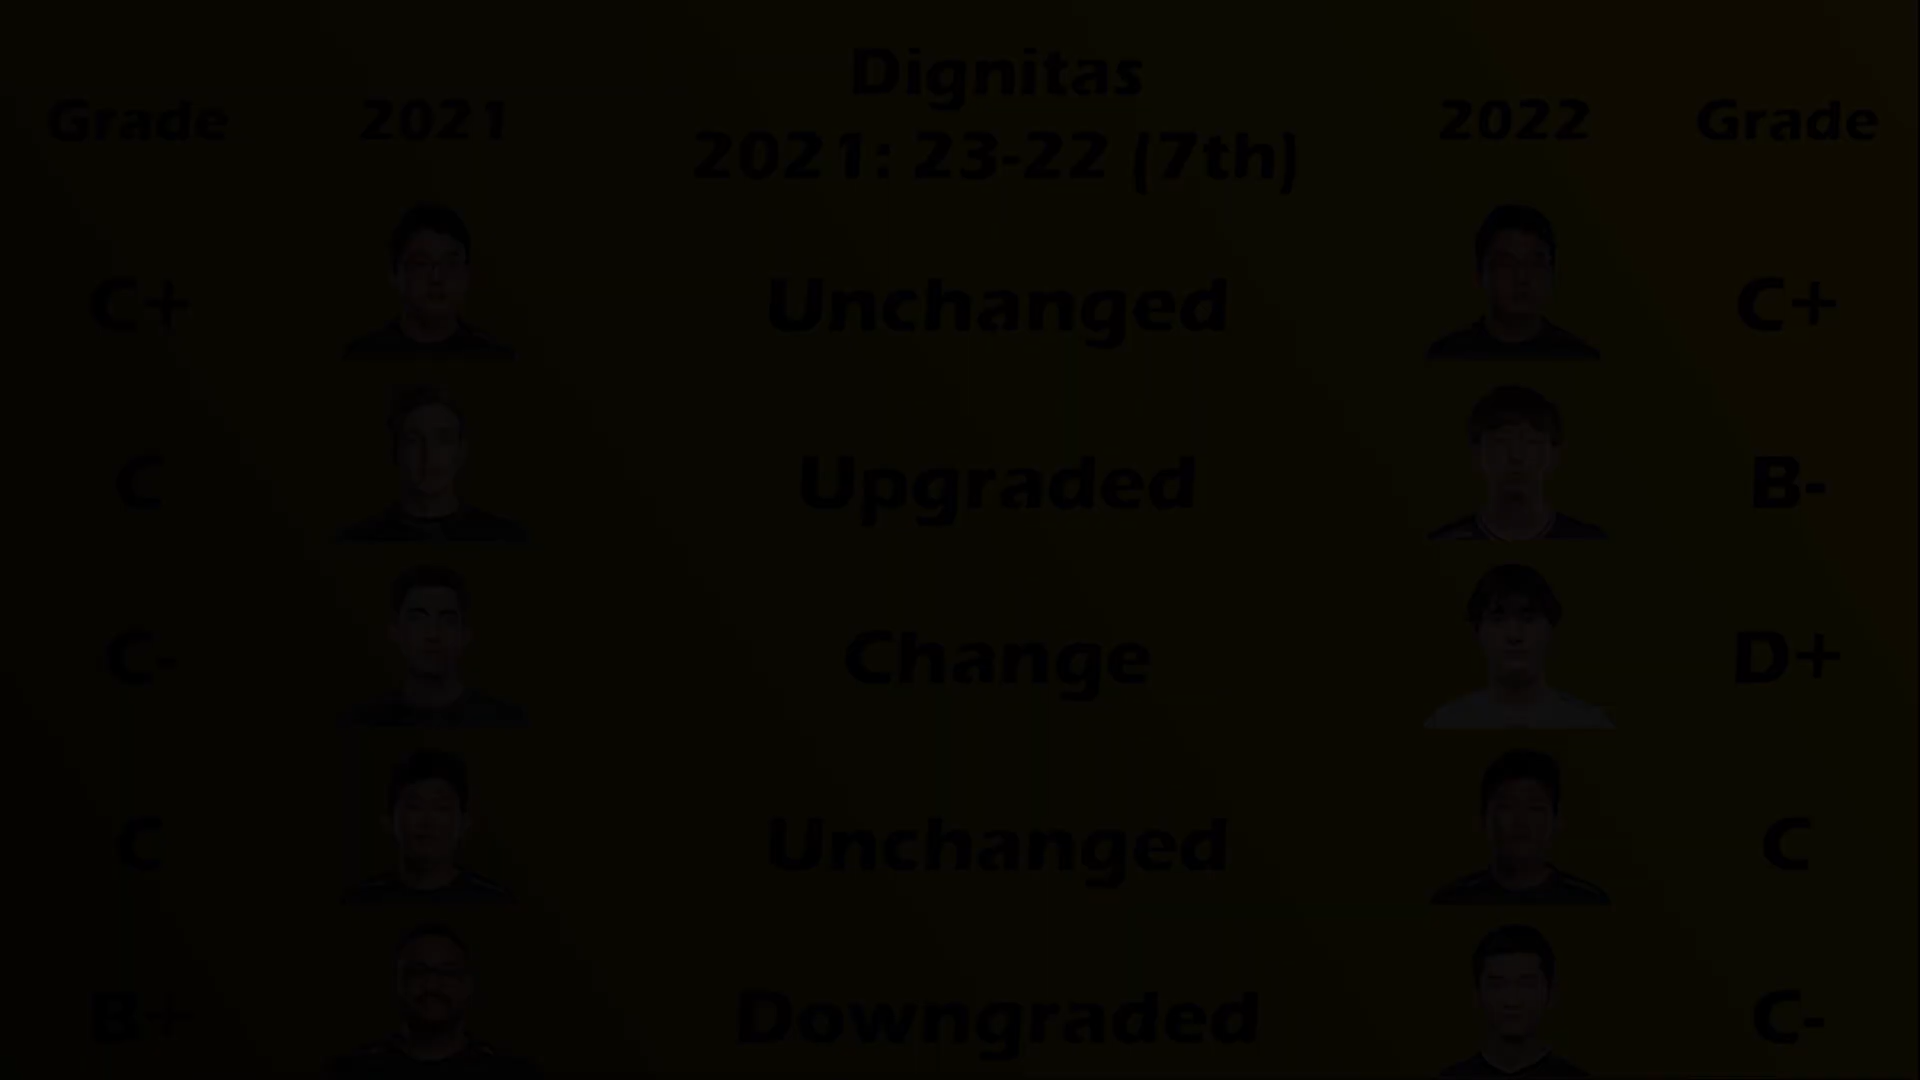 Dignitas
Grade 2021 2021: 23-22 (7th) 2022 Grade
C+ Unchanged C+
C Upgraded B-
C- Change D+
C Unchanged C
B+ Downgraded C-